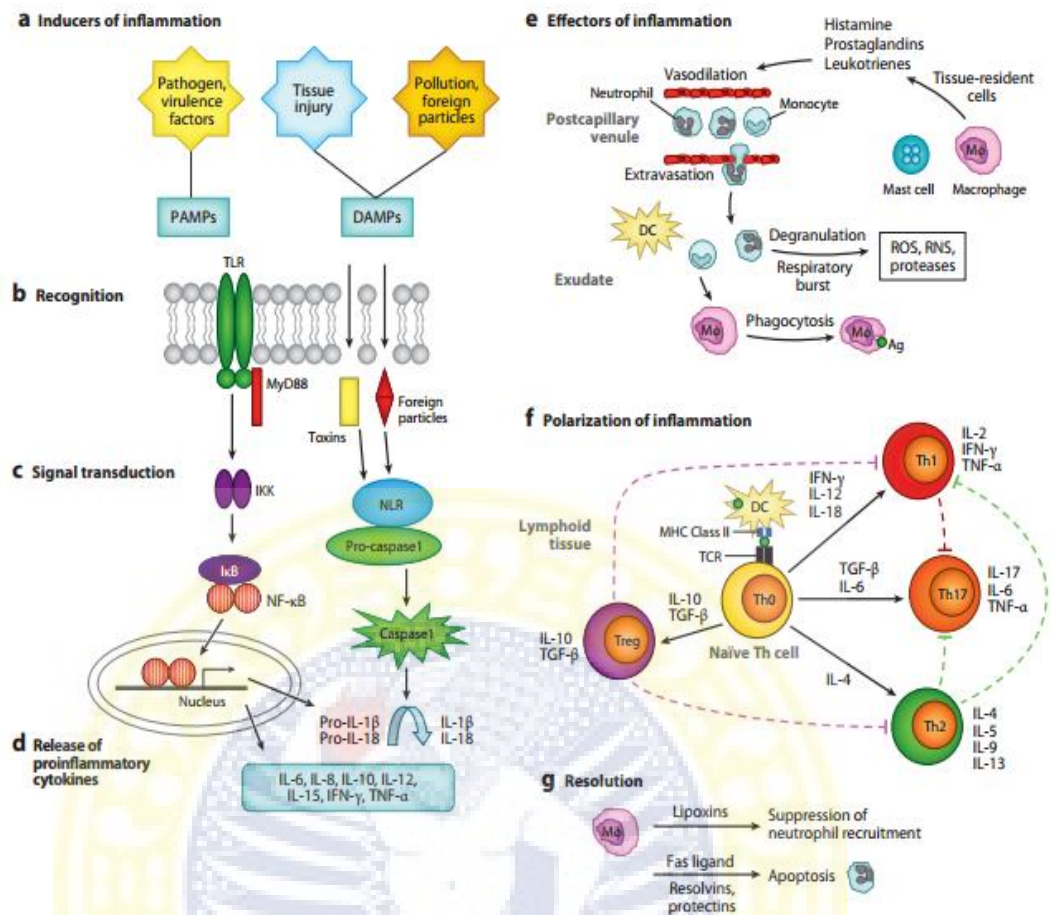 a Inducers of inflammation
Pathogen,
virulence
factors
Tissue
injury
Pollution,
foreign
particles
PAMPs
DAMPs
b Recognition
TLR
MyD88
Toxins
Foreign
particles
c Signal transduction
IKK
NLR
Pro-caspase1
IκB
NF-κB
Caspase1
Nucleus
Pro-IL-1β
Pro-IL-18
IL-1β
IL-18
d Release of
proinflammatory
cytokines
IL-6, IL-8, IL-10, IL-12,
IL-15, IFN-γ, TNF-α
e Effectors of inflammation
Histamine
Prostaglandins
Leukotrienes
Vasodilation
Tissue-resident
cells
Neutrophil
Monocyte
Postcapillary
venule
Mφ
Extravasation
Mast cell
Macrophage
DC
Degranulation
Respiratory
burst
ROS, RNS,
proteases
Exudate
Mφ
Phagocytosis
Mφ
Ag
f Polarization of inflammation
Th1
IL-2
IFN-γ
TNF-α
IFN-γ
IL-12
IL-18
DC
Lymphoid
tissue
MHC Class II
TCR
Th0
TGF-β
IL-6
Th17
IL-17
IL-6
TNF-α
IL-10
TGF-β
Treg
IL-10
TGF-β
Naïve Th cell
IL-4
Th2
IL-4
IL-5
IL-9
IL-13
g Resolution
Mφ
Lipoxins
Suppression of
neutrophil recruitment
Fas ligand
Resolvins,
protectins
Apoptosis